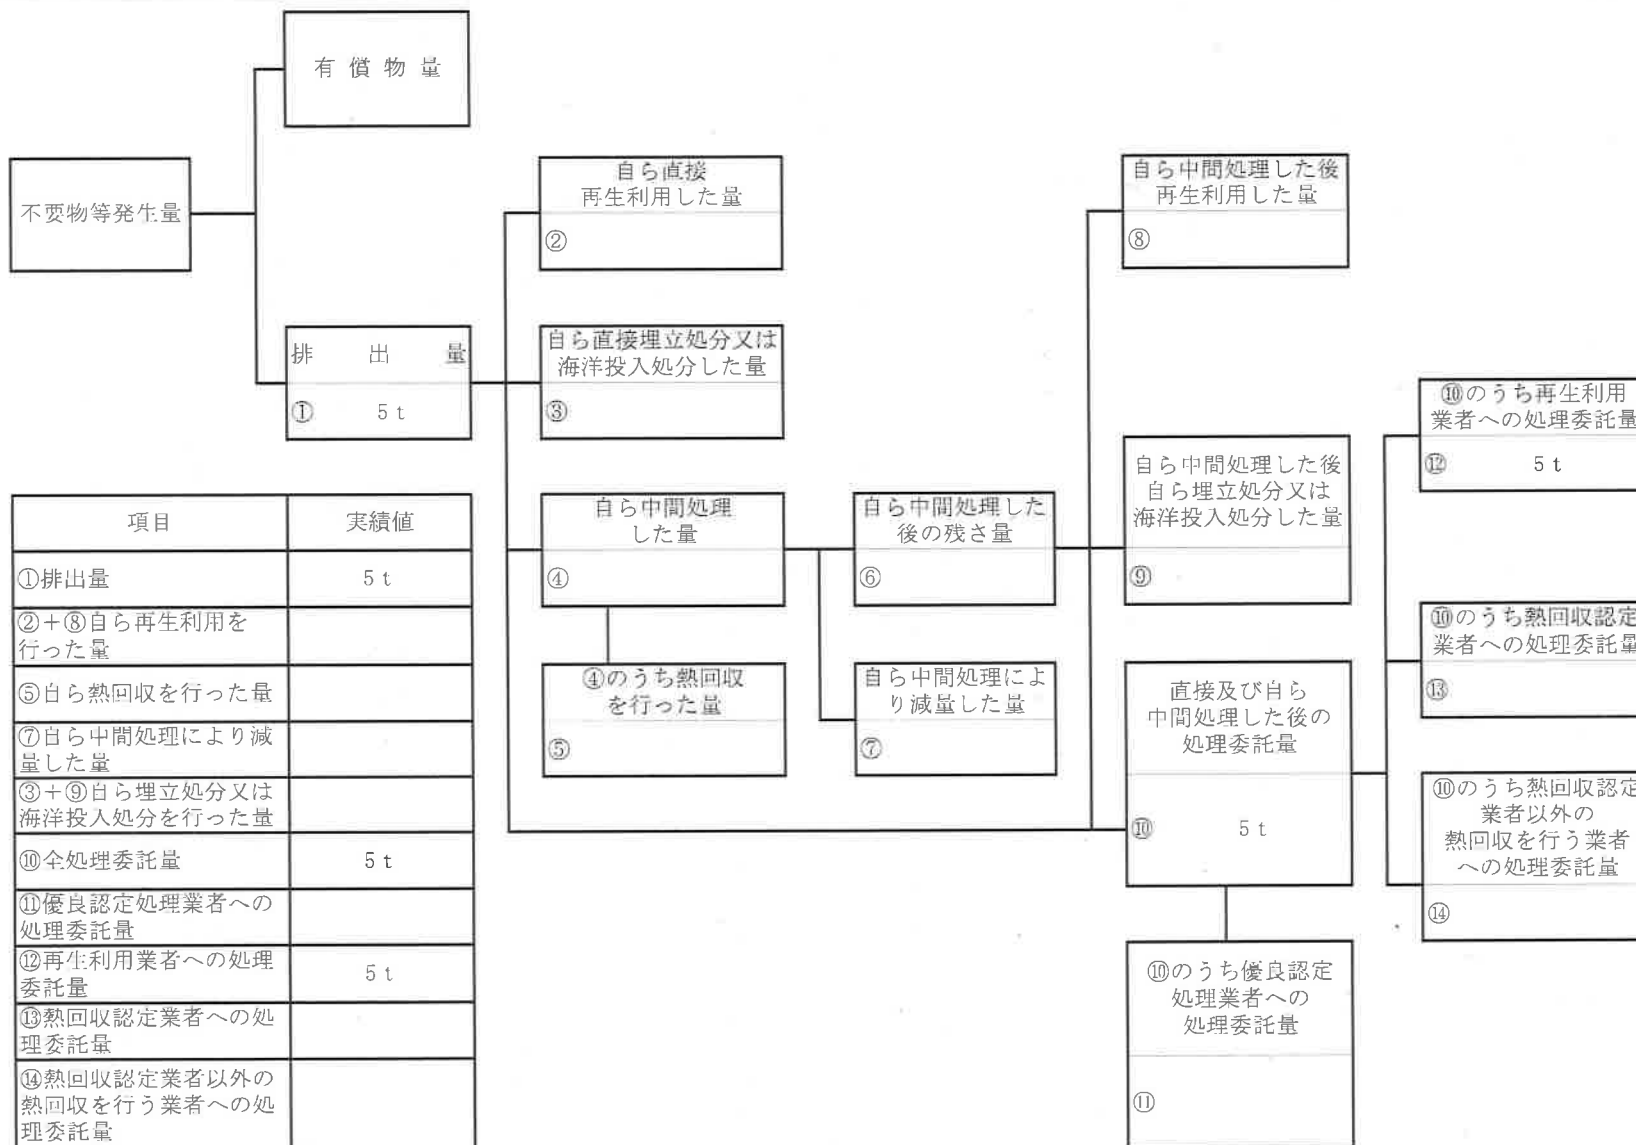 有償物量
不要物等発生量
排出量
① 5t
自ら直接
再生利用した量
②
自ら直接埋立処分又は
海洋投入処分した量
③
自ら中間処理
した量
④
④のうち熱回収
を行った量
⑤
自ら中間処理した
後の残さ量
⑥
自ら中間処理によ
り減量した量
⑦
自ら中間処理した後
再生利用した量
⑧
自ら中間処理した後
自ら埋立処分又は
海洋投入処分した量
⑨
直接及び自ら
中間処理した後の
処理委託量
⑩ 5t
⑩のうち優良認定
処理業者への
処理委託量
⑪
⑩のうち再生利用
業者への処理委託量
⑫ 5t
⑩のうち熱回収認定
業者への処理委託量
⑬
⑩のうち熱回収認定
業者以外の
熱回収を行う業者
への処理委託量
⑭
項目 実績値
①排出量 5t
②+⑧自ら再生利用を
行った量
⑤自ら熱回収を行った量
⑦自ら中間処理により減
量した量
③+⑨自ら埋立処分又は
海洋投入処分を行った量
⑩全処理委託量 5t
⑪優良認定処理業者への
処理委託量
⑫再生利用業者への処理
委託量 5t
⑬熱回収認定業者への処
理委託量
⑭熱回収認定業者以外の
熱回収を行う業者への処
理委託量